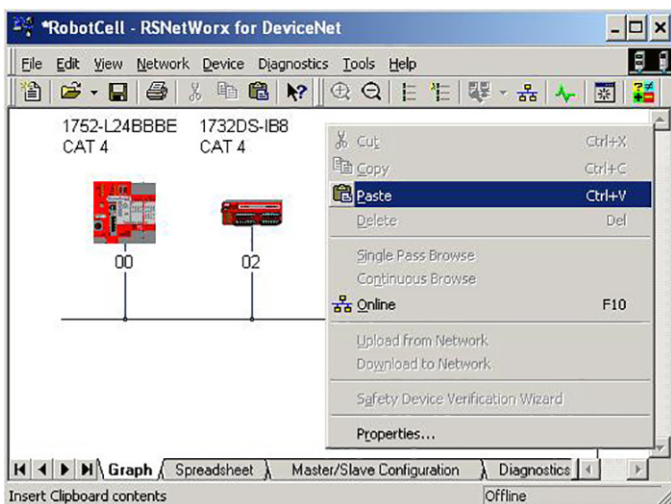 *RobotCell - RSNetWorx for DeviceNet
File Edit View Network Device Diagnostics Tools Help
1752-L24BBBE 1732DS-IB8
CAT 4 CAT 4
00 02
Cut Ctrl+X
Copy Ctrl+C
Paste Ctrl+V
Delete Del
Single Pass Browse
Continuous Browse
Online F10
Upload from Network
Download to Network
Safety Device Verification Wizard
Properties...
Graph Spreadsheet Master/Slave Configuration Diagnostics
Insert Clipboard contents Offline